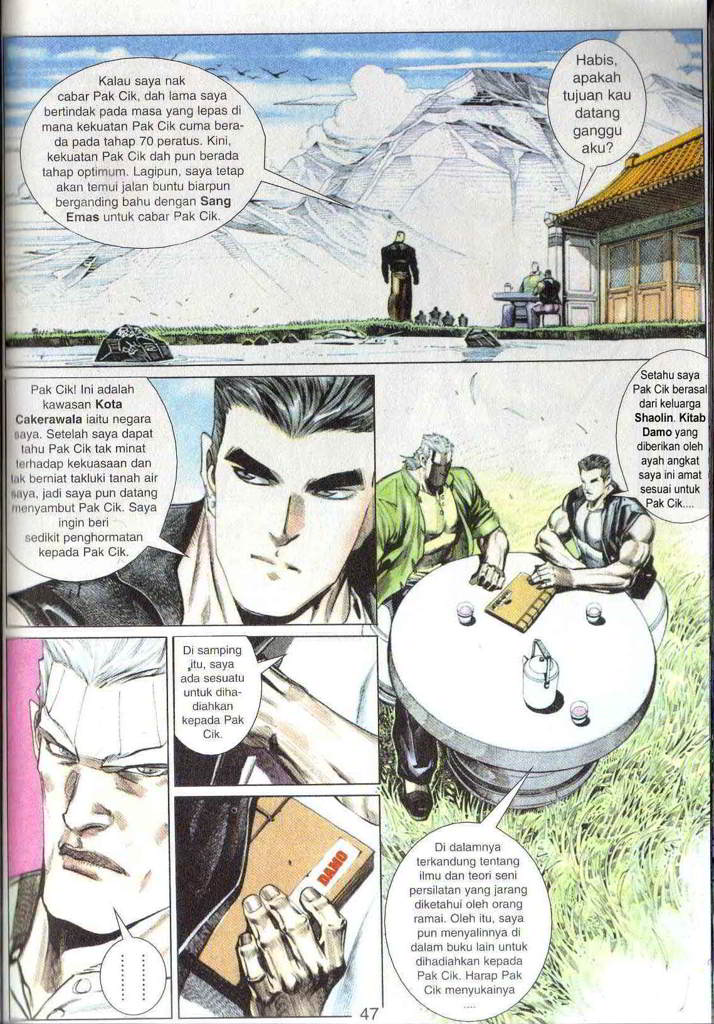 Kalau saya nak
cabar Pak Cik, dah lama saya
bertindak pada masa yang lepas di
mana kekuatan Pak Cik cuma bera-
da pada tahap 70 peratus. Kini,
kekuatan Pak Cik dah pun berada
tahap optimum. Lagipun, saya tetap
akan temui jalan buntu biarpun
berganding bahu dengan Sang
Emas untuk cabar Pak Cik.
Habis,
apakah
tujuan kau
datang
ganggu
aku?
Pak Cik! Ini adalah
kawasan Kota
Cakerawala iaitu negara
saya. Setelah saya dapat
tahu Pak Cik tak minat
terhadap kekuasaan dan
tak berniat takluki tanah air
saya, jadi saya pun datang
menyambut Pak Cik. Saya
ingin beri
sedikit penghormatan
kepada Pak Cik.
Setahu saya
Pak Cik berasal
dari keluarga
Shaolin. Kitab
Damo yang
diberikan oleh
ayah angkat
saya ini amat
sesuai untuk
Pak Cik....
Di samping
itu, saya
ada sesuatu
untuk diha-
diahkan
kepada Pak
Cik.
DAMO
Di dalamnya
terkandung tentang
ilmu dan teori seni
persilatan yang jarang
diketahui oleh orang
ramai. Oleh itu, saya
pun menyalinnya di
dalam buku lain untuk
dihadiahkan kepada
Pak Cik. Harap Pak
Cik menyukainya
....
47